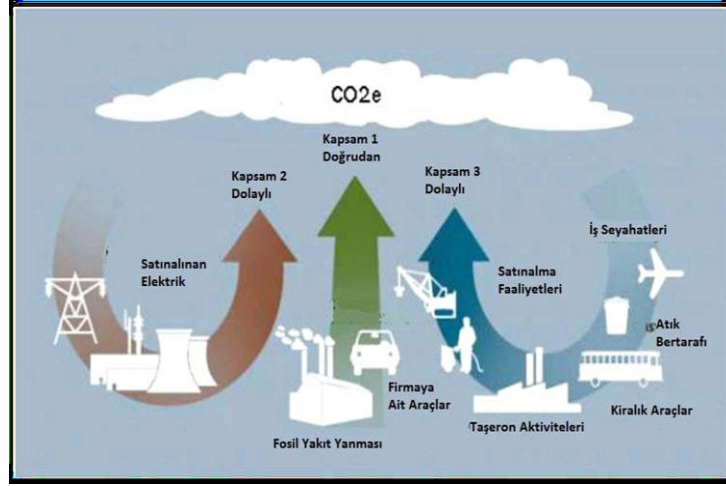 CO2e
Kapsam 1
Doğrudan
Kapsam 2
Dolaylı
Kapsam 3
Dolaylı
İş Seyahatleri
Satınalınan
Elektrik
Satınalma
Faaliyetleri
Atık
Bertarafı
Firmaya
Ait Araçlar
Kiralık Araçlar
Taşeron Aktiviteleri
Fosil Yakıt Yanması